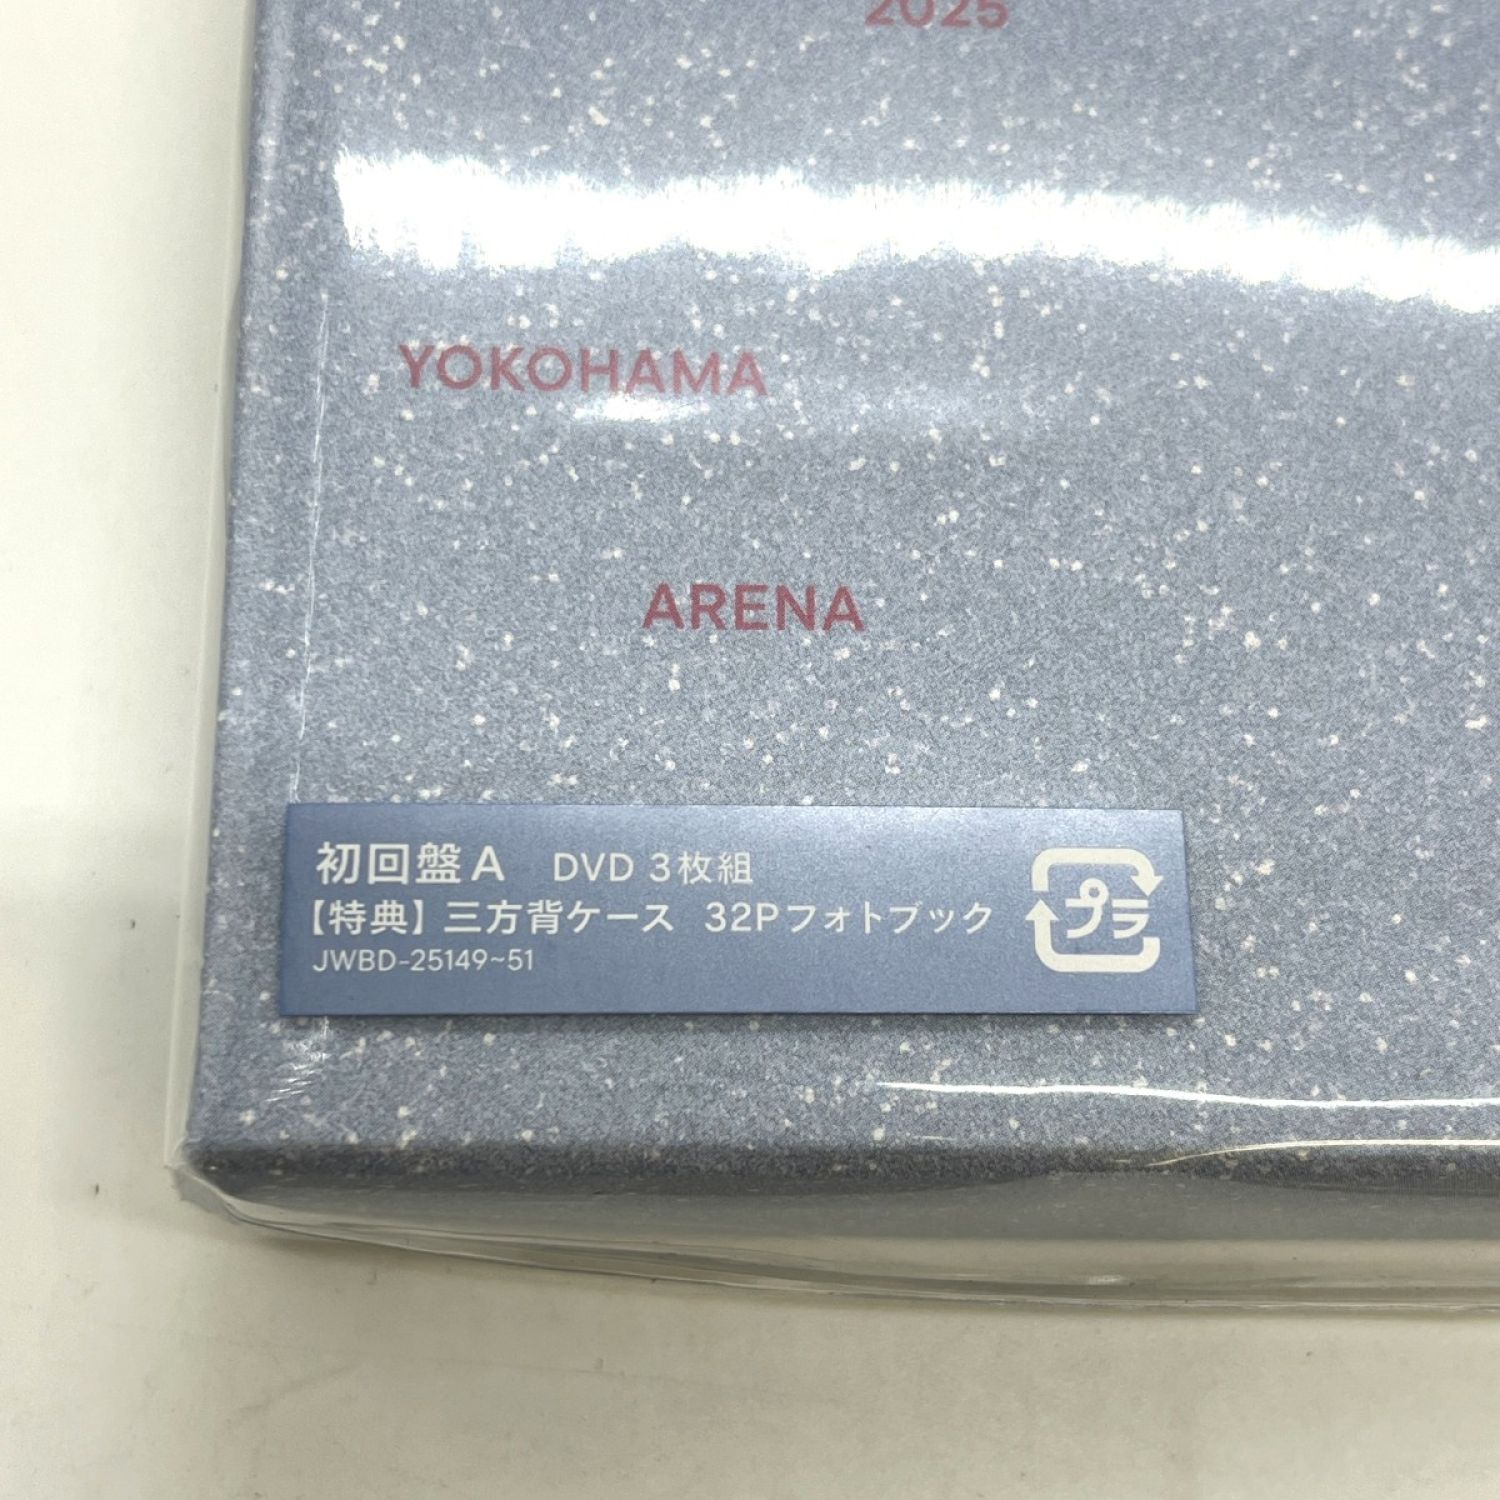 2025
YOKOHAMA
ARENA
初回盤A DVD 3枚組
【特典】三方背ケース 32Pフォトブック
JWBD-25149~51
プラ